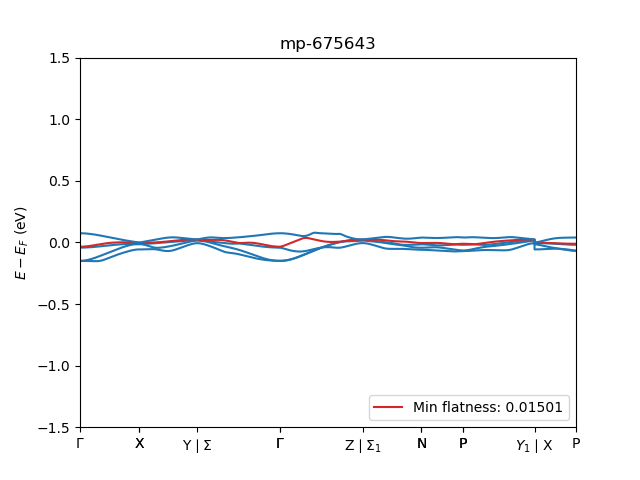 mp-675643
1.5
1.0
0.5
0.0
−0.5
−1.0
−1.5
E − E_F (eV)
Min flatness: 0.01501
Γ X Y | Σ Γ Z | Σ₁ N P Y₁ | X P